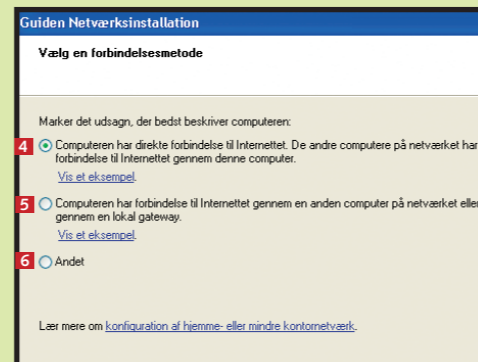 Guiden Netværksinstallation
Vælg en forbindelsesmetode
Marker det udsagn, der bedst beskriver computeren:
4 Computeren har direkte forbindelse til Internettet. De andre computere på netværket har
forbindelse til Internettet gennem denne computer.
Vis et eksempel.
5 Computeren har forbindelse til Internettet gennem en anden computer på netværket eller
gennem en lokal gateway.
Vis et eksempel.
6 Andet
Lær mere om konfiguration af hjemme- eller mindre kontornetværk.